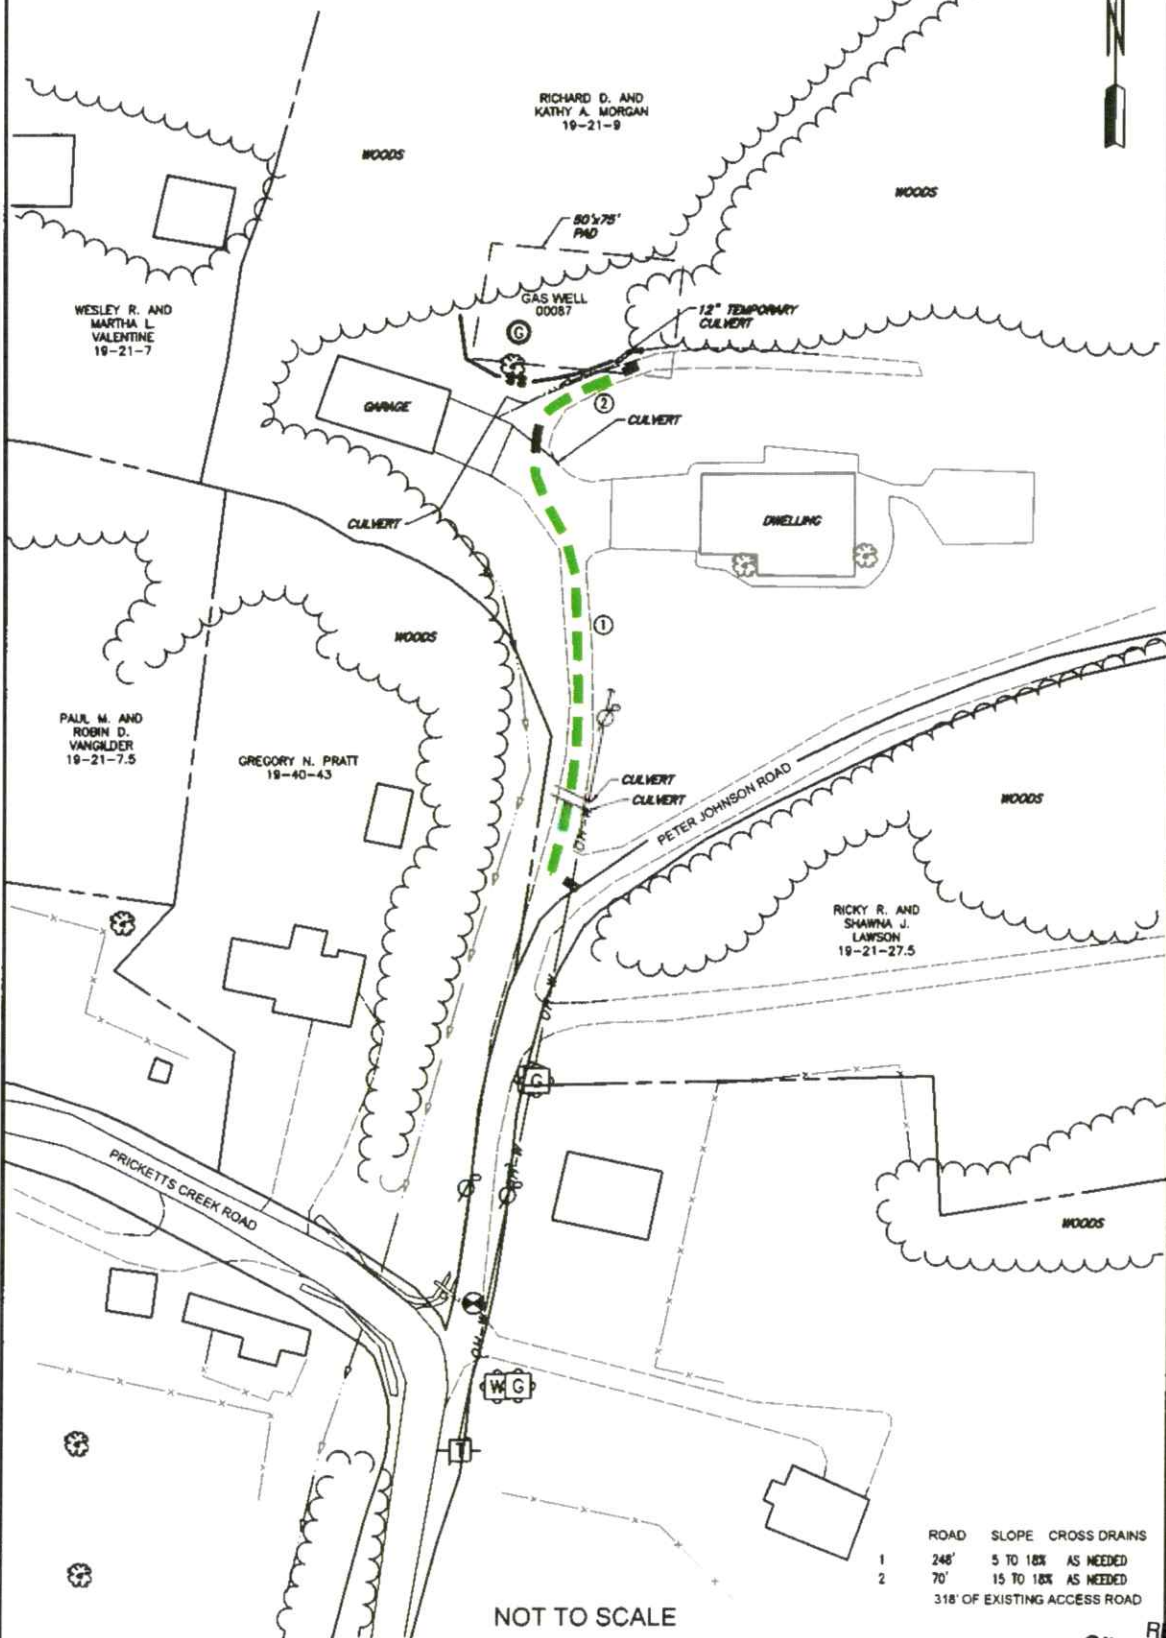 N
RICHARD D. AND
KATHY A. MORGAN
19-21-9
WOODS
WOODS
50'x75'
PAD
GAS WELL
00087
G
12" TEMPORARY
CULVERT
WESLEY R. AND
MARTHA L.
VALENTINE
19-21-7
GARAGE
2
CULVERT
CULVERT
DWELLING
1
WOODS
PAUL M. AND
ROBIN D.
VANGILDER
19-21-7.5
GREGORY N. PRATT
19-40-43
CULVERT
CULVERT
PETER JOHNSON ROAD
WOODS
RICKY R. AND
SHAWNA J.
LAWSON
19-21-27.5
G
PRICKETTS CREEK ROAD
WOODS
W G
T
ROAD SLOPE CROSS DRAINS
1 248' 5 TO 18% AS NEEDED
2 70' 15 TO 18% AS NEEDED
318' OF EXISTING ACCESS ROAD
NOT TO SCALE